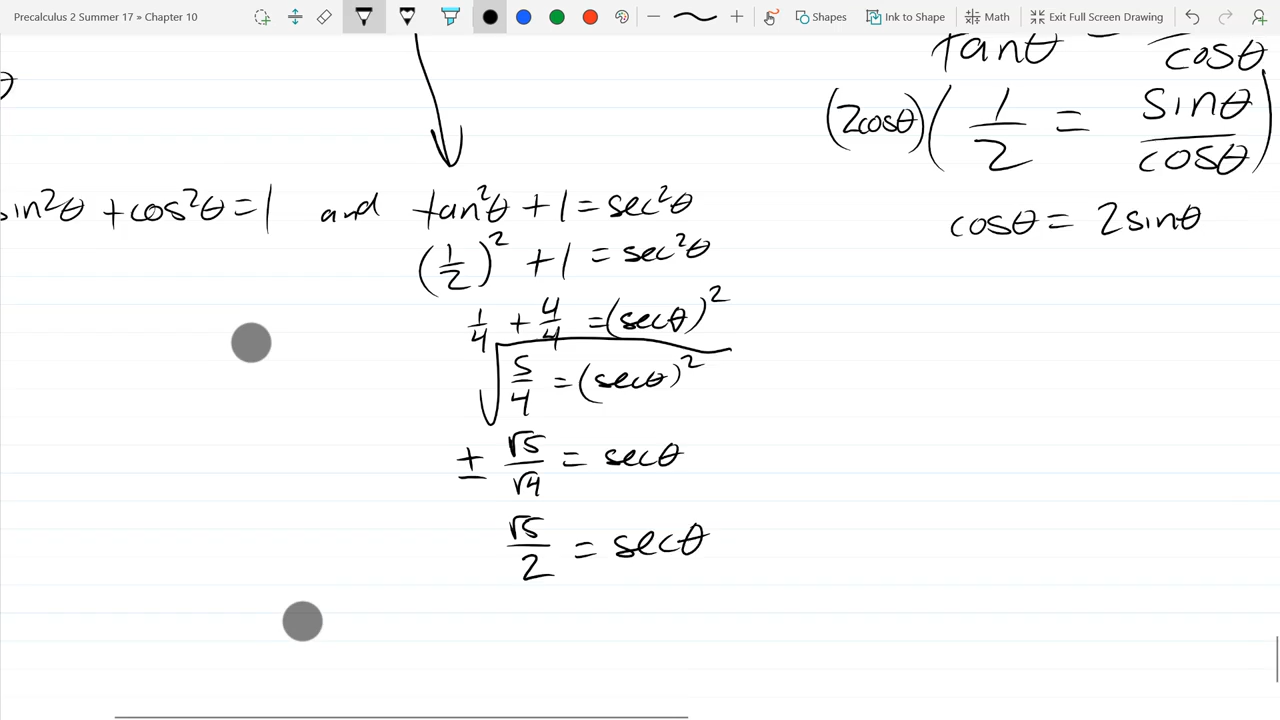 Precalculus 2 Summer 17 » Chapter 10
Shapes
Ink to Shape
Math
Exit Full Screen Drawing
θ
sin²θ + cos²θ = 1 and tan²θ + 1 = sec²θ
(1/2)² + 1 = sec²θ
1/4 + 4/4 = (secθ)²
√ 5/4 = (secθ)²
± √5/√4 = secθ
√5/2 = secθ
tanθ = /cosθ
(2cosθ)(1/2 = sinθ/cosθ)
cosθ = 2sinθ